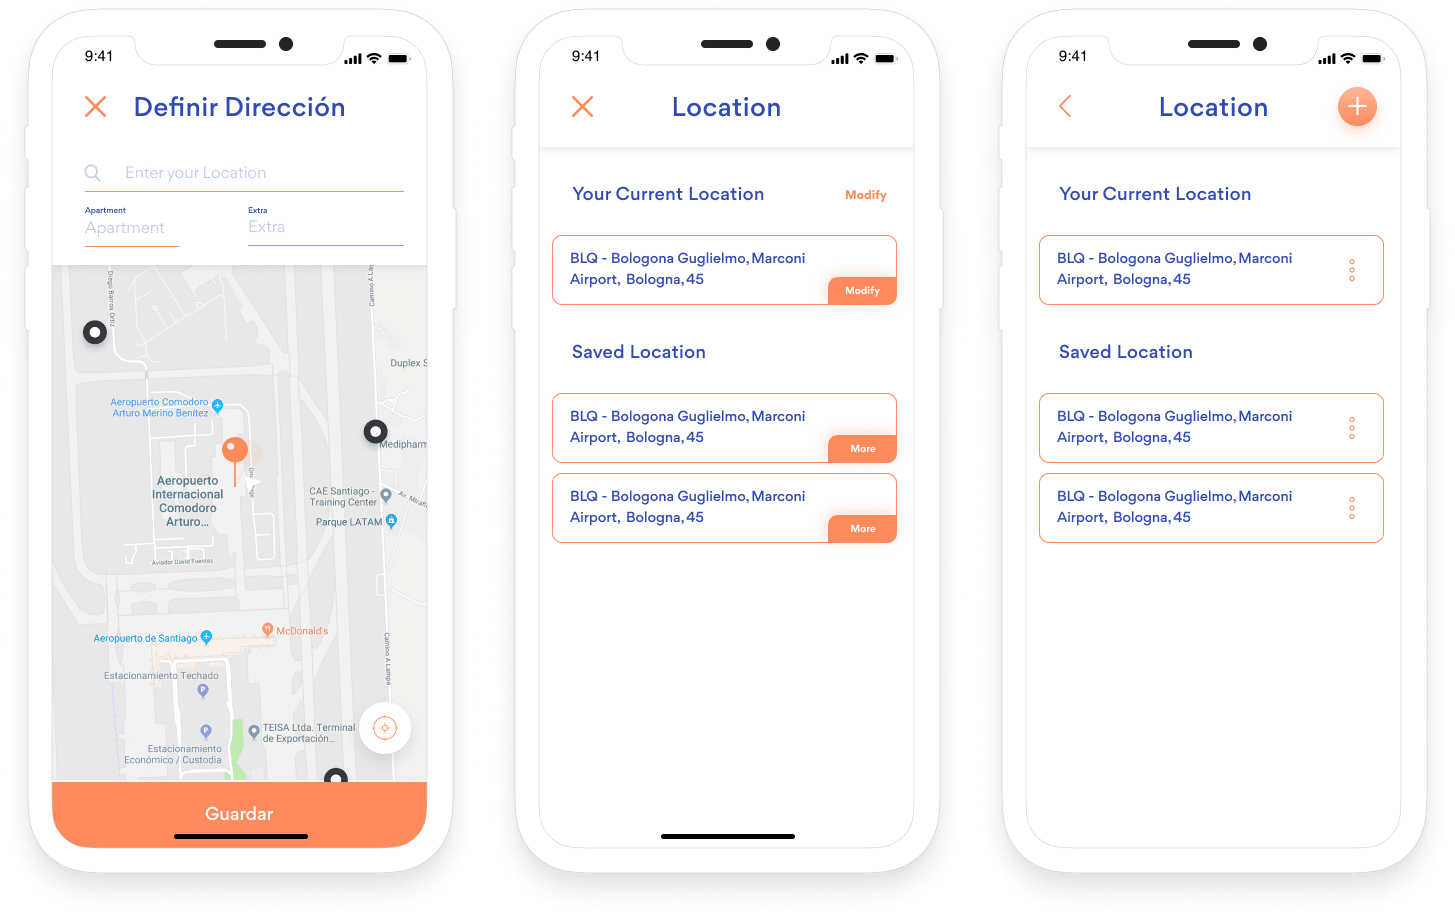 9:41
Definir Dirección
Enter your Location
Apartment
Extra
Apartment
Extra
Diego Barros Ortiz
Camino A Lag
Duplex S
Aeropuerto Comodoro
Arturo Merino Benítez
Medipharm
Aeropuerto
Internacional
Comodoro
Arturo...
CAE Santiago -
Training Center
Av. Mirafl
Parque LATAM
Aviador David Fuentes
McDonald's
Aeropuerto de Santiago
Camino A Lampa
Estacionamiento Techado
P
P
TEISA Ltda. Terminal
de Exportación...
Estacionamiento
Económico / Custodia
Guardar
9:41
Location
Your Current Location
Modify
BLQ - Bologona Guglielmo, Marconi
Airport, Bologna, 45
Modify
Saved Location
BLQ - Bologona Guglielmo, Marconi
Airport, Bologna, 45
More
BLQ - Bologona Guglielmo, Marconi
Airport, Bologna, 45
More
9:41
Location
Your Current Location
BLQ - Bologona Guglielmo, Marconi
Airport, Bologna, 45
Saved Location
BLQ - Bologona Guglielmo, Marconi
Airport, Bologna, 45
BLQ - Bologona Guglielmo, Marconi
Airport, Bologna, 45